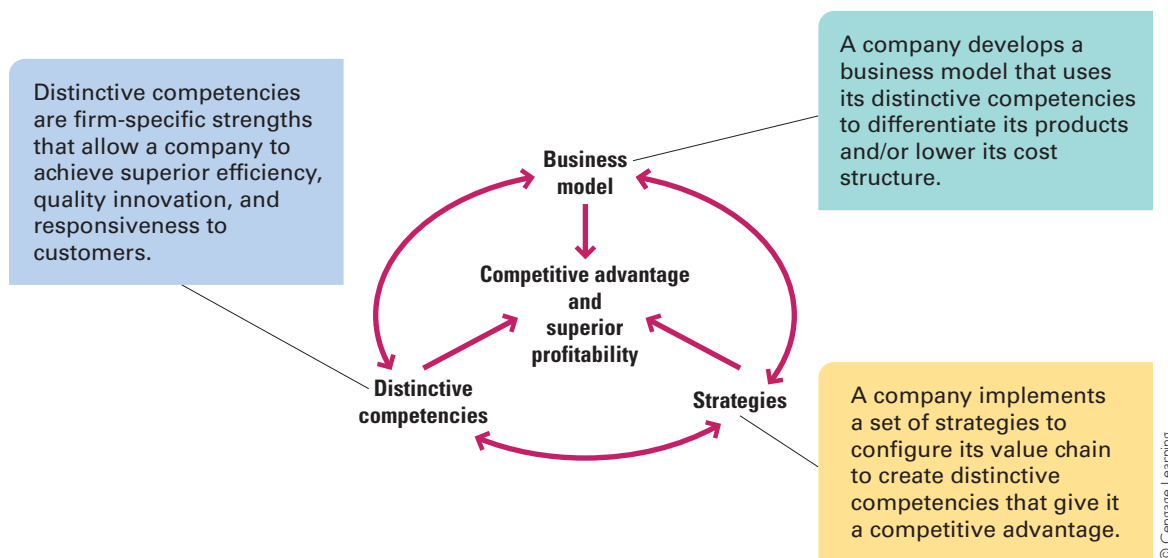 Distinctive competencies
are firm-specific strengths
that allow a company to
achieve superior efficiency,
quality innovation, and
responsiveness to
customers.
A company develops a
business model that uses
its distinctive competencies
to differentiate its products
and/or lower its cost
structure.
Business
model
Competitive advantage
and
superior
profitability
Distinctive
competencies
Strategies
A company implements
a set of strategies to
configure its value chain
to create distinctive
competencies that give it
a competitive advantage.
© Cengage Learning